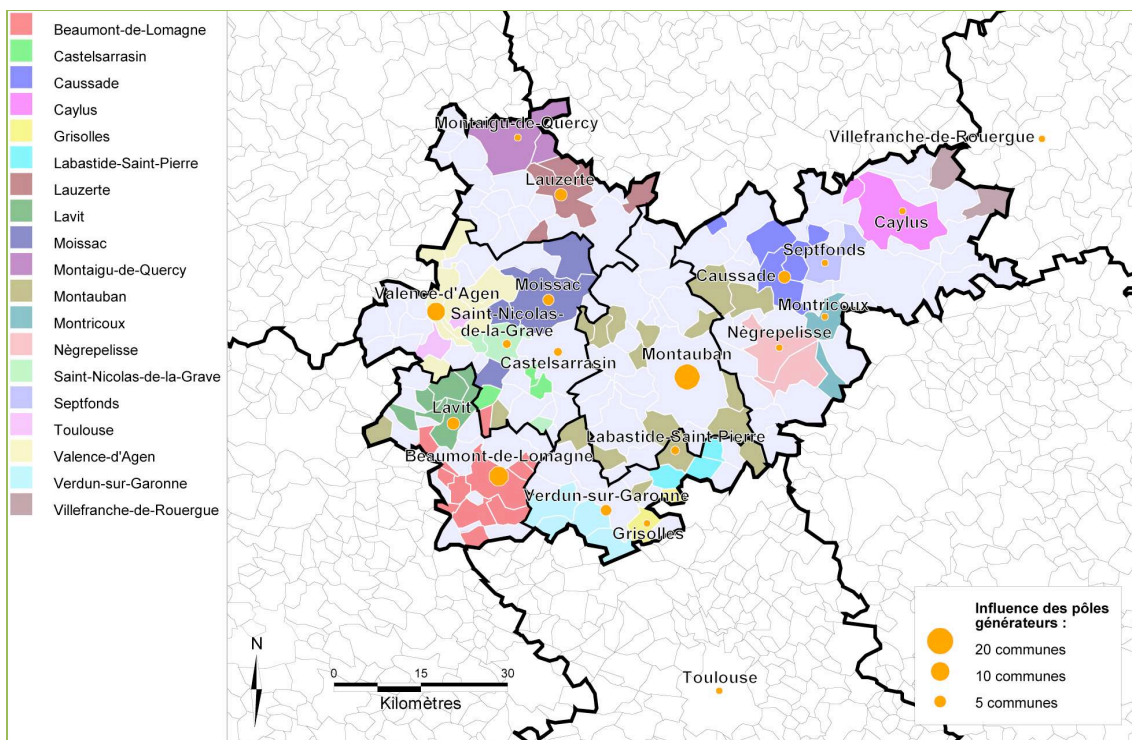 Beaumont-de-Lomagne
Castelsarrasin
Caussade
Caylus
Grisolles
Labastide-Saint-Pierre
Lauzerte
Lavit
Moissac
Montaigu-de-Quercy
Montauban
Montricoux
Nègrepelisse
Saint-Nicolas-de-la-Grave
Septfonds
Toulouse
Valence-d'Agen
Verdun-sur-Garonne
Villefranche-de-Rouergue
Montaigu-de-Quercy
Villefranche-de-Rouergue
Lauzerte
Caylus
Septfonds
Caussade
Moissac
Valence-d'Agen
Saint-Nicolas-
de-la-Grave
Montricoux
Nègrepelisse
Castelsarrasin
Montauban
Lavit
Labastide-Saint-Pierre
Beaumont-de-Lomagne
Verdun-sur-Garonne
Grisolles
Toulouse
N
0 15 30
Kilomètres
Influence des pôles
générateurs :
20 communes
10 communes
5 communes